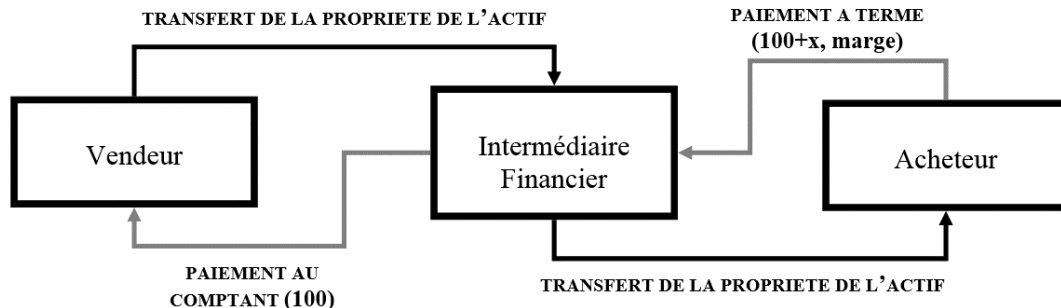 TRANSFERT DE LA PROPRIETE DE L’ACTIF
PAIEMENT A TERME
(100+x, marge)
Vendeur
Intermédiaire
Financier
Acheteur
PAIEMENT AU
COMPTANT (100)
TRANSFERT DE LA PROPRIETE DE L’ACTIF